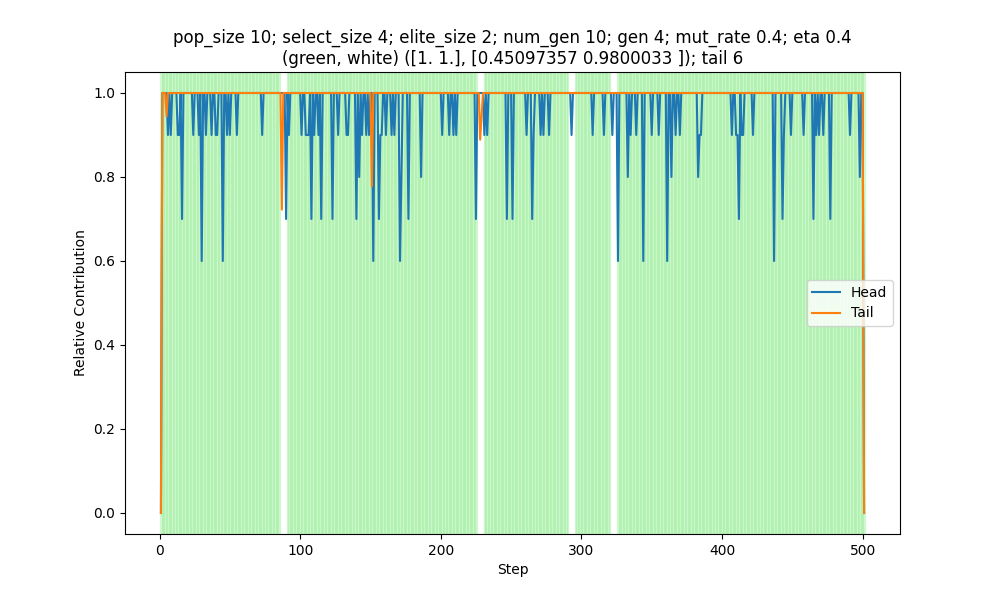 pop_size 10; select_size 4; elite_size 2; num_gen 10; gen 4; mut_rate 0.4; eta 0.4
(green, white) ([1. 1.], [0.45097357 0.9800033 ]); tail 6
1.0
0.8
0.6
0.4
0.2
0.0
Relative Contribution
Head
Tail
0 100 200 300 400 500
Step